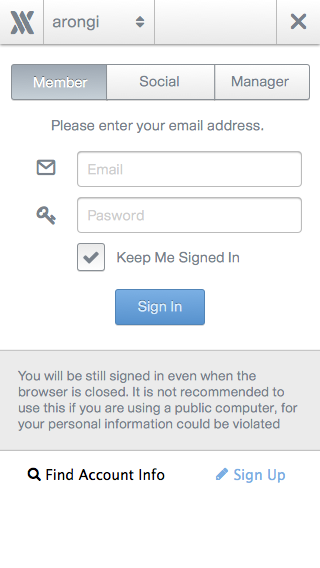 arongi
Member Social Manager
Please enter your email address.
Email
Pasword
Keep Me Signed In
Sign In
You will be still signed in even when the
browser is closed. It is not recommended to
use this if you are using a public computer, for
your personal information could be violated
Find Account Info Sign Up